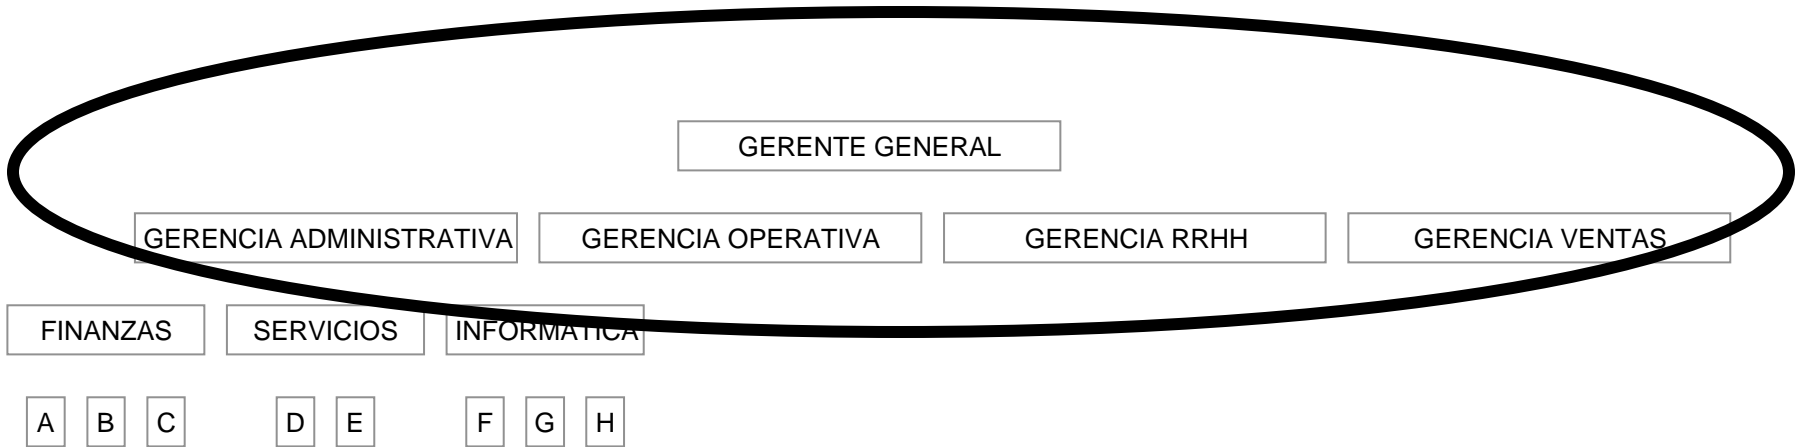 GERENTE GENERAL
GERENCIA ADMINISTRATIVA GERENCIA OPERATIVA GERENCIA RRHH GERENCIA VENTAS
FINANZAS SERVICIOS INFORMATICA
A B C D E F G H